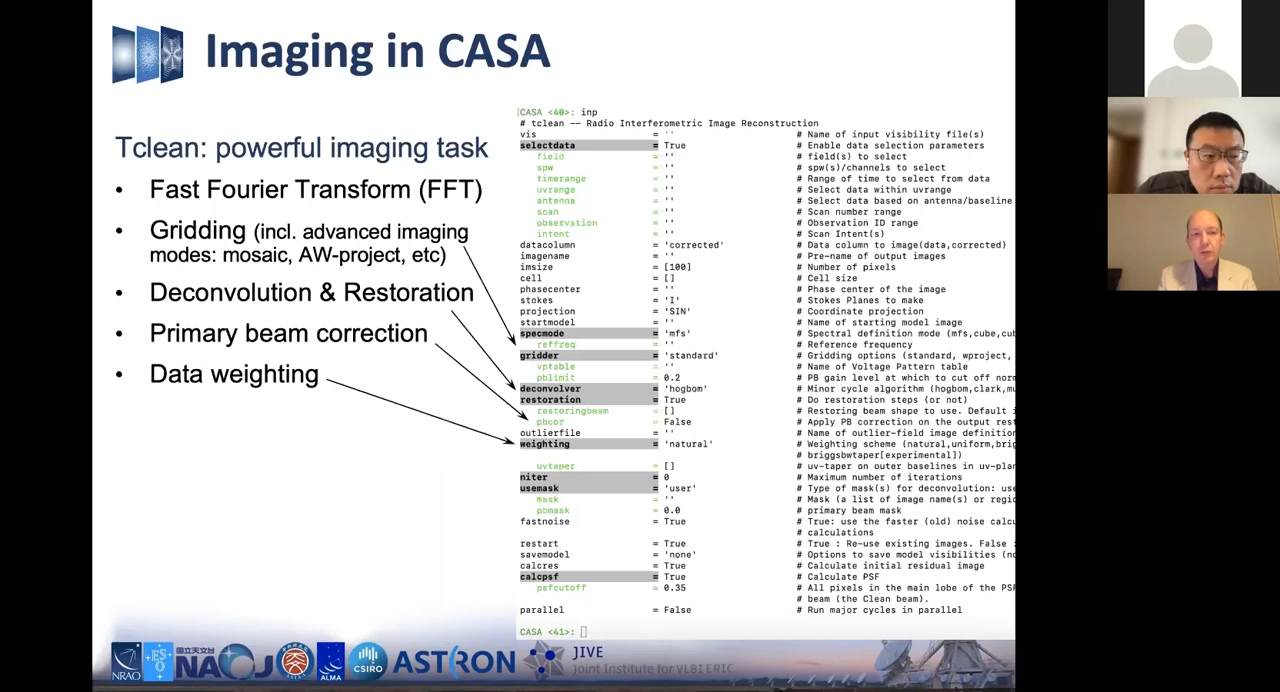 Imaging in CASA
Tclean: powerful imaging task
• Fast Fourier Transform (FFT)
• Gridding (incl. advanced imaging
modes: mosaic, AW-project, etc)
• Deconvolution & Restoration
• Primary beam correction
• Data weighting
CASA <40>: inp
# tclean -- Radio Interferometric Image Reconstruction
vis = '' # Name of input visibility file(s)
selectdata = True # Enable data selection parameters
field = '' # field(s) to select
spw = '' # spw(s)/channels to select
timerange = '' # Range of time to select from data
uvrange = '' # Select data within uvrange
antenna = '' # Select data based on antenna/baseline
scan = '' # Scan number range
observation = '' # Observation ID range
intent = '' # Scan Intent(s)
datacolumn = 'corrected' # Data column to image(data,corrected)
imagename = '' # Pre-name of output images
imsize = [100] # Number of pixels
cell = [] # Cell size
phasecenter = '' # Phase center of the image
stokes = 'I' # Stokes Planes to make
projection = 'SIN' # Coordinate projection
startmodel = '' # Name of starting model image
specmode = 'mfs' # Spectral definition mode (mfs,cube,cub
reffreq = '' # Reference frequency
gridder = 'standard' # Gridding options (standard, wproject,
vptable = '' # Name of Voltage Pattern table
pblimit = 0.2 # PB gain level at which to cut off norm
deconvolver = 'hogbom' # Minor cycle algorithm (hogbom,clark,mu
restoration = True # Do restoration steps (or not)
restoringbeam = [] # Restoring beam shape to use. Default i
pbcor = False # Apply PB correction on the output rest
outlierfile = '' # Name of outlier-field image definition
weighting = 'natural' # Weighting scheme (natural,uniform,brig
# briggsbwtaper[experimental])
uvtaper = [] # uv-taper on outer baselines in uv-plan
niter = 0 # Maximum number of iterations
usemask = 'user' # Type of mask(s) for deconvolution: use
mask = '' # Mask (a list of image name(s) or regio
pbmask = 0.0 # primary beam mask
fastnoise = True # True: use the faster (old) noise calcu
# calculations
restart = True # True : Re-use existing images. False :
savemodel = 'none' # Options to save model visibilities (no
calcres = True # Calculate initial residual image
calcpsf = True # Calculate PSF
psfcutoff = 0.35 # All pixels in the main lobe of the PSF
# beam (the Clean beam).
parallel = False # Run major cycles in parallel
CASA <41>:
NRAO
ESO
国立天文台
NAOJ
ALMA
CSIRO
ASTRON
JIVE
Joint Institute for VLBI ERIC